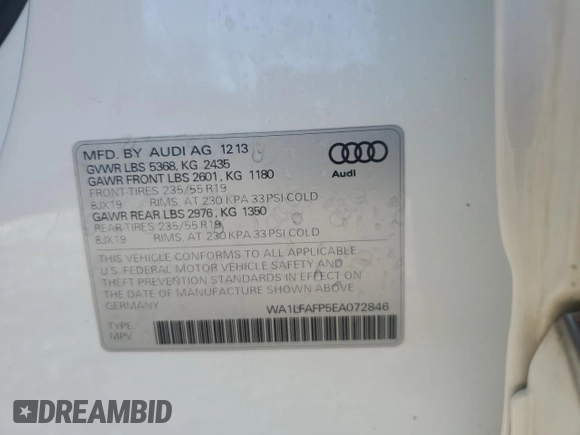 MFD. BY AUDI AG 12 13
GVWR LBS 5368, KG 2435
GAWR FRONT LBS 2601, KG 1180
FRONT-TIRES 235/55 R19
8JX19 RIMS, AT 230 KPA 33 PSI COLD
GAWR REAR LBS 2976, KG 1350
REAR-TIRES 235/55 R19
8JX19 RIMS, AT 230 KPA 33 PSI COLD
Audi
THIS VEHICLE CONFORMS TO ALL APPLICABLE
U.S. FEDERAL MOTOR VEHICLE SAFETY AND
THEFT PREVENTION STANDARDS IN EFFECT ON
DATE OF MANUFACTURE SHOWN ABOVE.
GERMANY
WA1LFAFP5EA072846
TYPE
MPV
DREAMBID